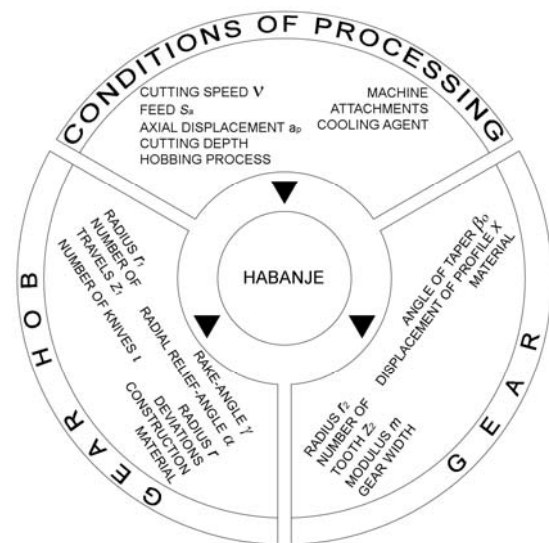 CONDITIONS OF PROCESSING
CUTTING SPEED V
FEED Sa
AXIAL DISPLACEMENT ap
CUTTING DEPTH
HOBBING PROCESS
MACHINE
ATTACHMENTS
COOLING AGENT
HABANJE
GEAR HOB
RADIUS r1
NUMBER OF
TRAVELS Z1
NUMBER OF KNIVES ι
RAKE-ANGLE γ
RADIAL RELIEF-ANGLE α
RADIUS r
DEVIATIONS
CONSTRUCTION
MATERIAL
GEAR
ANGLE OF TAPER βo
DISPLACEMENT OF PROFILE X
MATERIAL
RADIUS r2
NUMBER OF
TOOTH Z2
MODULUS m
GEAR WIDTH